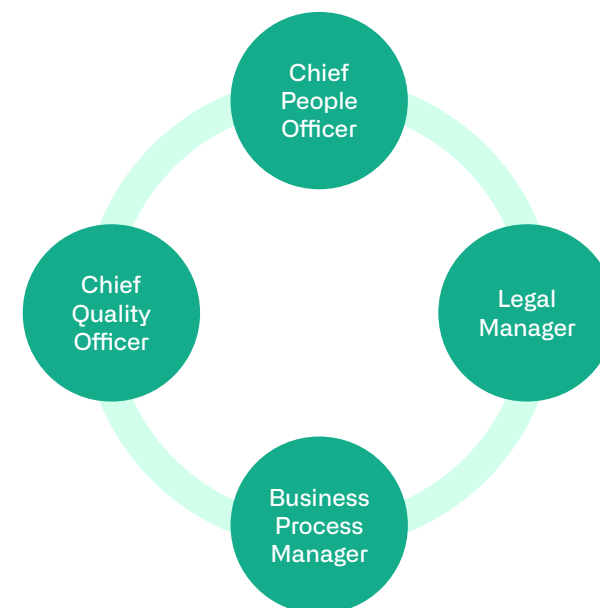 Chief
People
Officer
Chief
Quality
Officer
Legal
Manager
Business
Process
Manager